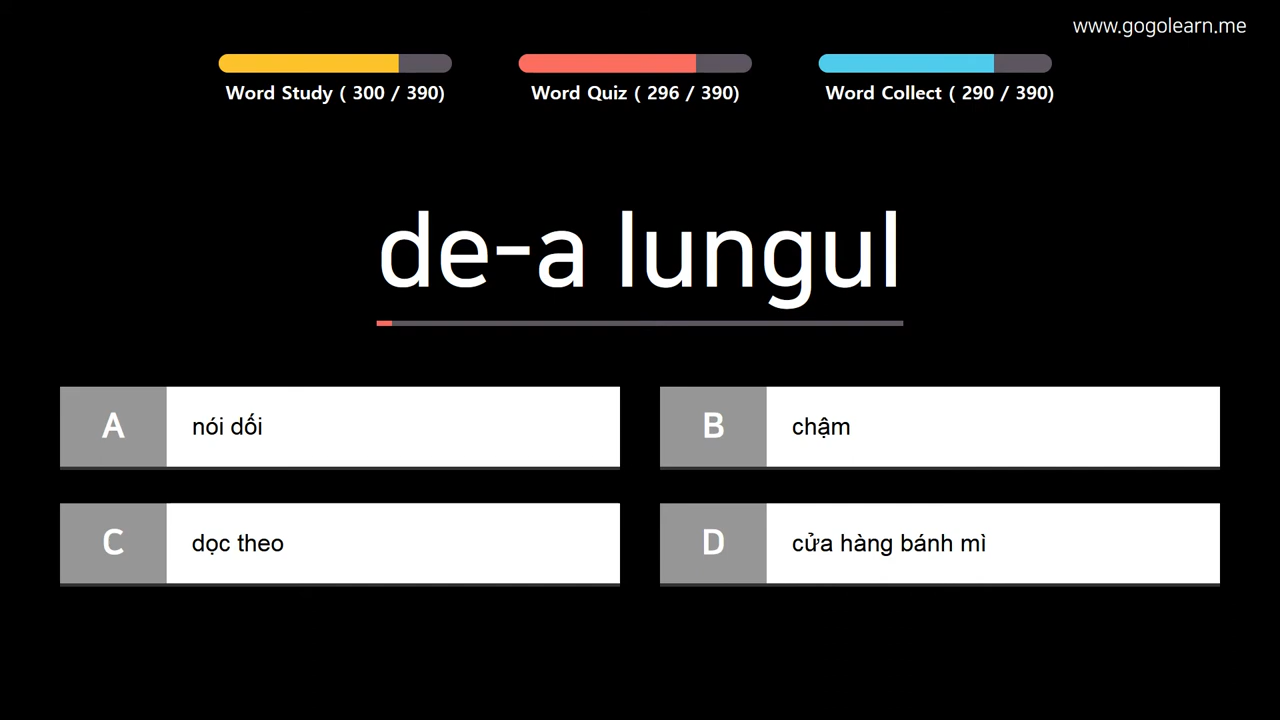 www.gogolearn.me
Word Study ( 300 / 390)
Word Quiz ( 296 / 390)
Word Collect ( 290 / 390)
de-a lungul
A
nói dối
B
chậm
C
dọc theo
D
cửa hàng bánh mì